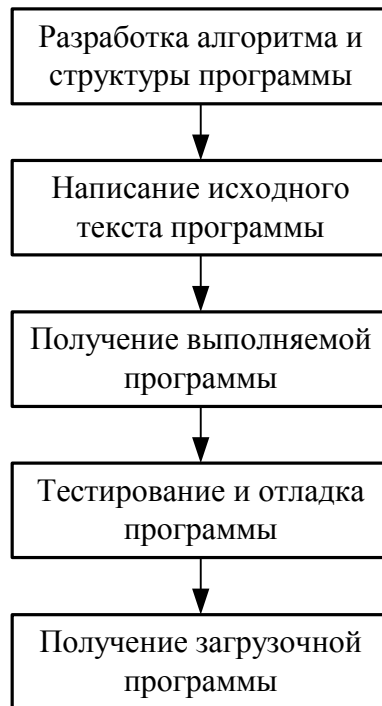 Разработка алгоритма и
структуры программы
Написание исходного
текста программы
Получение выполняемой
программы
Тестирование и отладка
программы
Получение загрузочной
программы